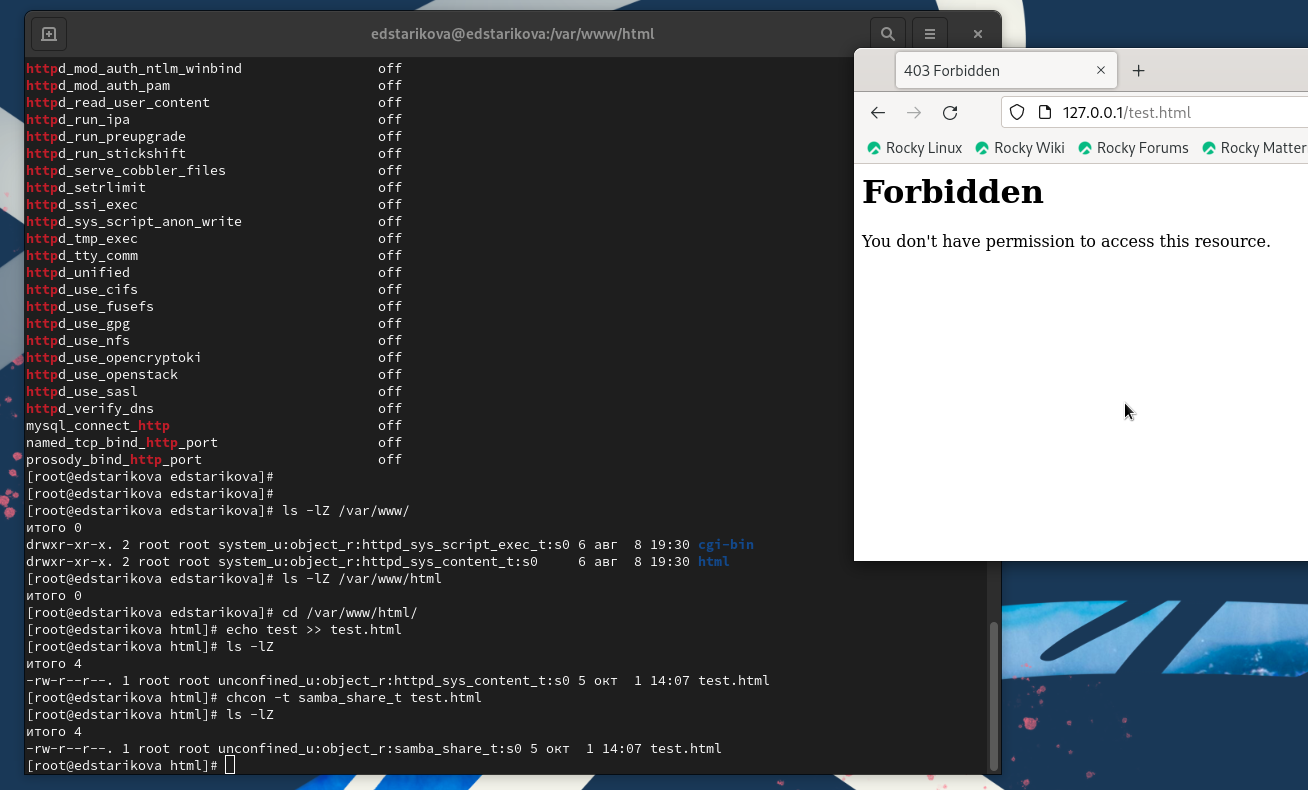 edstarikova@edstarikova:/var/www/html
httpd_mod_auth_ntlm_winbind off
httpd_mod_auth_pam off
httpd_read_user_content off
httpd_run_ipa off
httpd_run_preupgrade off
httpd_run_stickshift off
httpd_serve_cobbler_files off
httpd_setrlimit off
httpd_ssi_exec off
httpd_sys_script_anon_write off
httpd_tmp_exec off
httpd_tty_comm off
httpd_unified off
httpd_use_cifs off
httpd_use_fusefs off
httpd_use_gpg off
httpd_use_nfs off
httpd_use_opencryptoki off
httpd_use_openstack off
httpd_use_sasl off
httpd_verify_dns off
mysql_connect_http off
named_tcp_bind_http_port off
prosody_bind_http_port off
[root@edstarikova edstarikova]#
[root@edstarikova edstarikova]#
[root@edstarikova edstarikova]# ls -lZ /var/www/
итого 0
drwxr-xr-x. 2 root root system_u:object_r:httpd_sys_script_exec_t:s0 6 авг  8 19:30 cgi-bin
drwxr-xr-x. 2 root root system_u:object_r:httpd_sys_content_t:s0     6 авг  8 19:30 html
[root@edstarikova edstarikova]# ls -lZ /var/www/html
итого 0
[root@edstarikova edstarikova]# cd /var/www/html/
[root@edstarikova html]# echo test >> test.html
[root@edstarikova html]# ls -lZ
итого 4
-rw-r--r--. 1 root root unconfined_u:object_r:httpd_sys_content_t:s0 5 окт  1 14:07 test.html
[root@edstarikova html]# chcon -t samba_share_t test.html
[root@edstarikova html]# ls -lZ
итого 4
-rw-r--r--. 1 root root unconfined_u:object_r:samba_share_t:s0 5 окт  1 14:07 test.html
[root@edstarikova html]#
403 Forbidden
127.0.0.1/test.html
Rocky Linux Rocky Wiki Rocky Forums Rocky Matter
Forbidden
You don't have permission to access this resource.